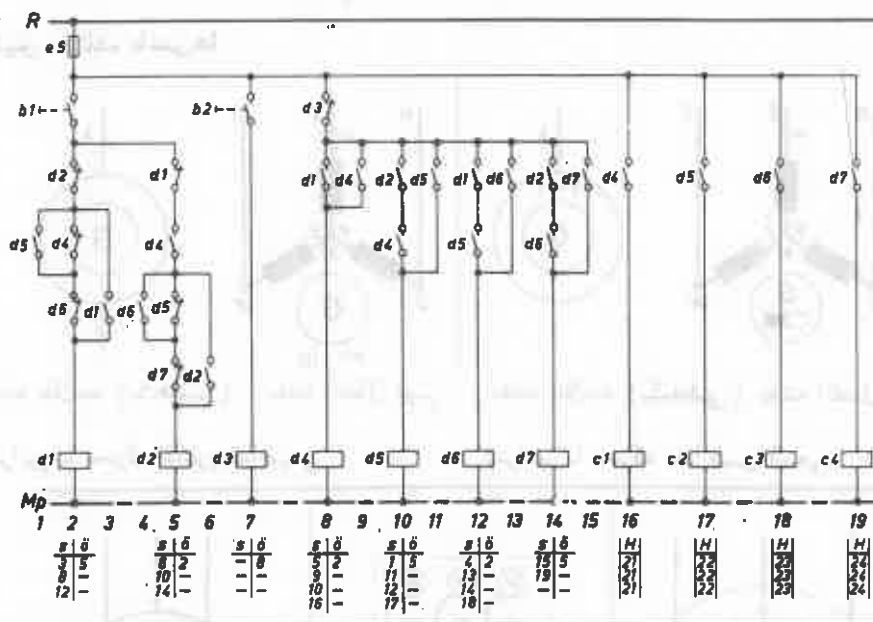 R
e5
b1 b2 d3
d2 d1 d1 d4 d2 d5 d1 d6 d2 d7 d4 d5 d6 d7
d5 d4 d4 d4 d5 d6
d6 d1 d6 d5
d7 d2
d1 d2 d3 d4 d5 d6 d7 c1 c2 c3 c4
Mp
1 2 3 4 5 6 7 8 9 10 11 12 13 14 15 16 17 18 19
s ö s ö s ö s ö s ö s ö s ö H H H H
3 5 8 2 - 8 5 2 1 5 4 2 15 5 21 22 23 24
8 - 10 - - - 9 - 11 - 13 - 19 - 21 22 23 24
12 - 14 - - - 10 - 12 - 14 - - - 21 22 23 24
16 - 17 - 18 -